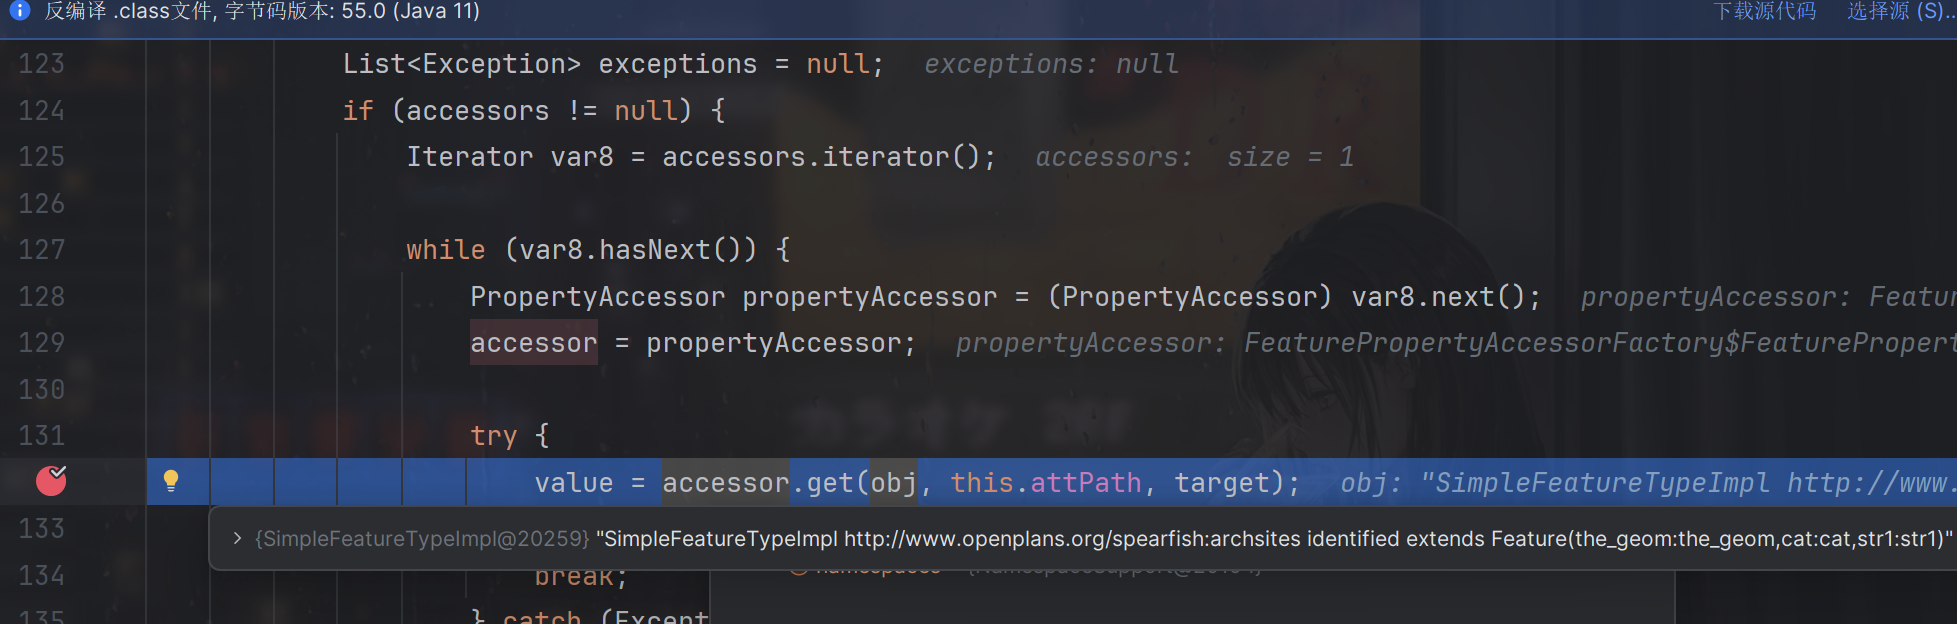 反编译 .class文件, 字节码版本: 55.0 (Java 11) 下载源代码 选择源 (S)...
123 List<Exception> exceptions = null; exceptions: null
124 if (accessors != null) {
125 Iterator var8 = accessors.iterator(); accessors: size = 1
126
127 while (var8.hasNext()) {
128 PropertyAccessor propertyAccessor = (PropertyAccessor) var8.next(); propertyAccessor: Featur
129 accessor = propertyAccessor; propertyAccessor: FeaturePropertyAccessorFactory$FeaturePropert
130
131 try {
value = accessor.get(obj, this.attPath, target); obj: "SimpleFeatureTypeImpl http://www.
133
{SimpleFeatureTypeImpl@20259} "SimpleFeatureTypeImpl http://www.openplans.org/spearfish:archsites identified extends Feature(the_geom:the_geom,cat:cat,str1:str1)"
134 break;
135 } catch (Except